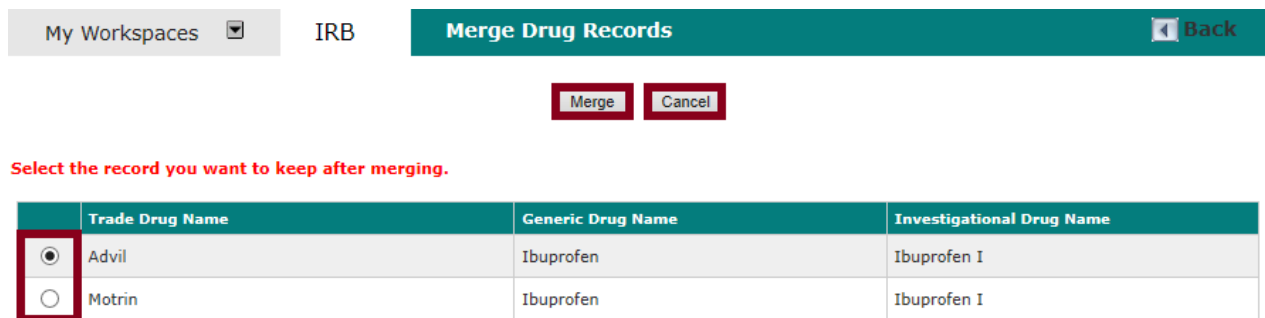 My Workspaces IRB Merge Drug Records Back
Merge Cancel
Select the record you want to keep after merging.
Trade Drug Name Generic Drug Name Investigational Drug Name
Advil Ibuprofen Ibuprofen I
Motrin Ibuprofen Ibuprofen I